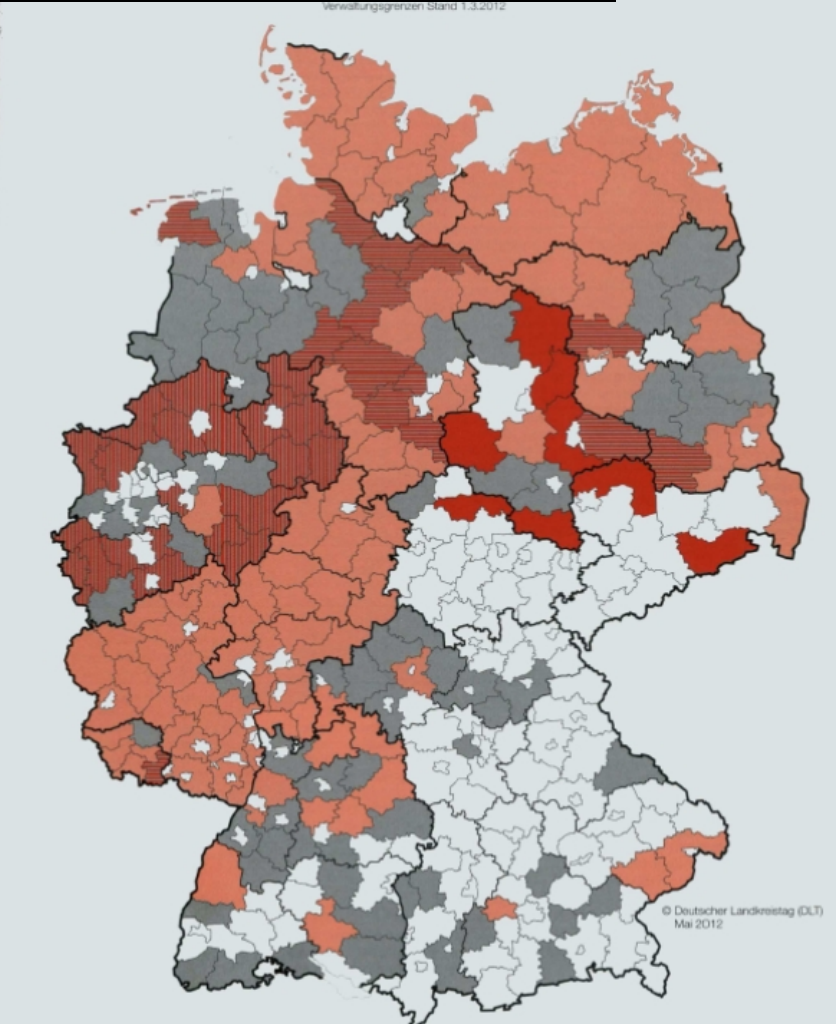 Verwaltungsgrenzen Stand 1.3.2012
© Deutscher Landkreistag (DLT)
Mai 2012